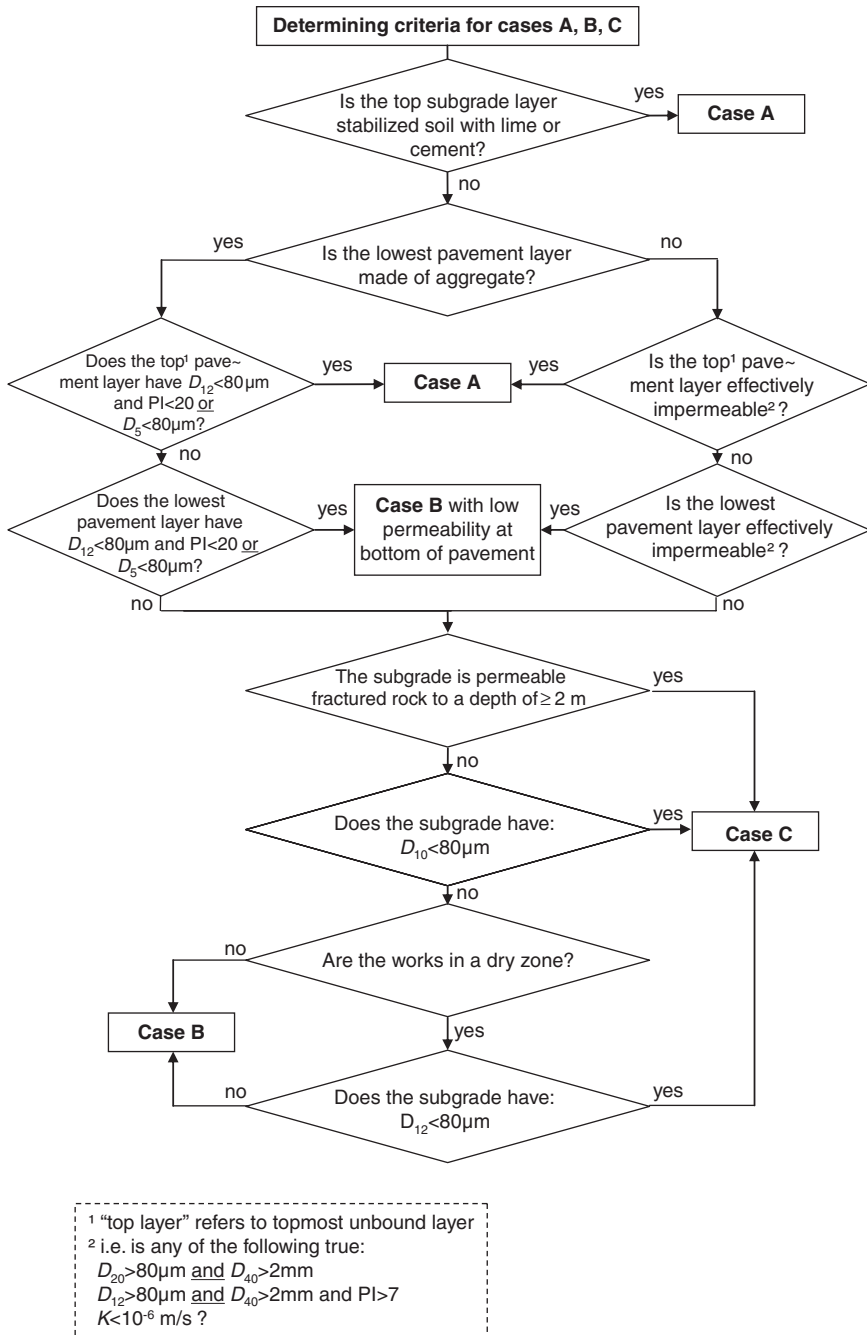 Determining criteria for cases A, B, C
Is the top subgrade layer
stabilized soil with lime or
cement?
yes
Case A
no
Is the lowest pavement layer
made of aggregate?
yes
no
Does the top¹ pave~
ment layer have D₁₂<80µm
and PI<20 or
D₅<80µm?
yes
Case A
yes
Is the top¹ pave~
ment layer effectively
impermeable² ?
no
no
Does the lowest
pavement layer have
D₁₂<80µm and PI<20 or
D₅<80µm?
yes
Case B with low
permeability at
bottom of pavement
yes
Is the lowest
pavement layer effectively
impermeable² ?
no
no
The subgrade is permeable
fractured rock to a depth of ≥ 2 m
yes
no
Does the subgrade have:
D₁₀<80µm
yes
Case C
no
Are the works in a dry zone?
no
Case B
yes
Does the subgrade have:
D₁₂<80µm
no
yes
¹ “top layer” refers to topmost unbound layer
² i.e. is any of the following true:
D₂₀>80µm and D₄₀>2mm
D₁₂>80µm and D₄₀>2mm and PI>7
K<10⁻⁶ m/s ?